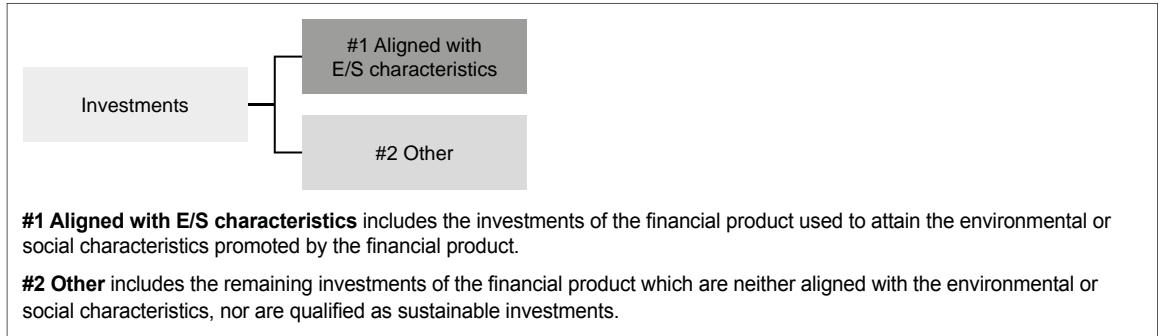 #1 Aligned with
E/S characteristics
Investments
#2 Other
#1 Aligned with E/S characteristics includes the investments of the financial product used to attain the environmental or
social characteristics promoted by the financial product.
#2 Other includes the remaining investments of the financial product which are neither aligned with the environmental or
social characteristics, nor are qualified as sustainable investments.